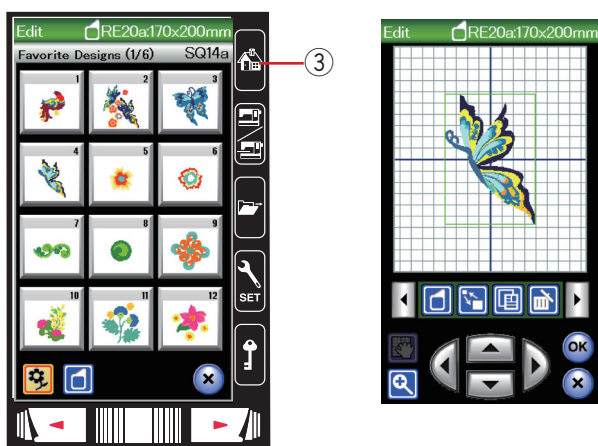 Edit RE20a:170x200mm
Favorite Designs (1/6) SQ14a
1 2 3
4 5 6
7 8 9
10 11 12
SET
③
Edit RE20a:170x200mm
OK